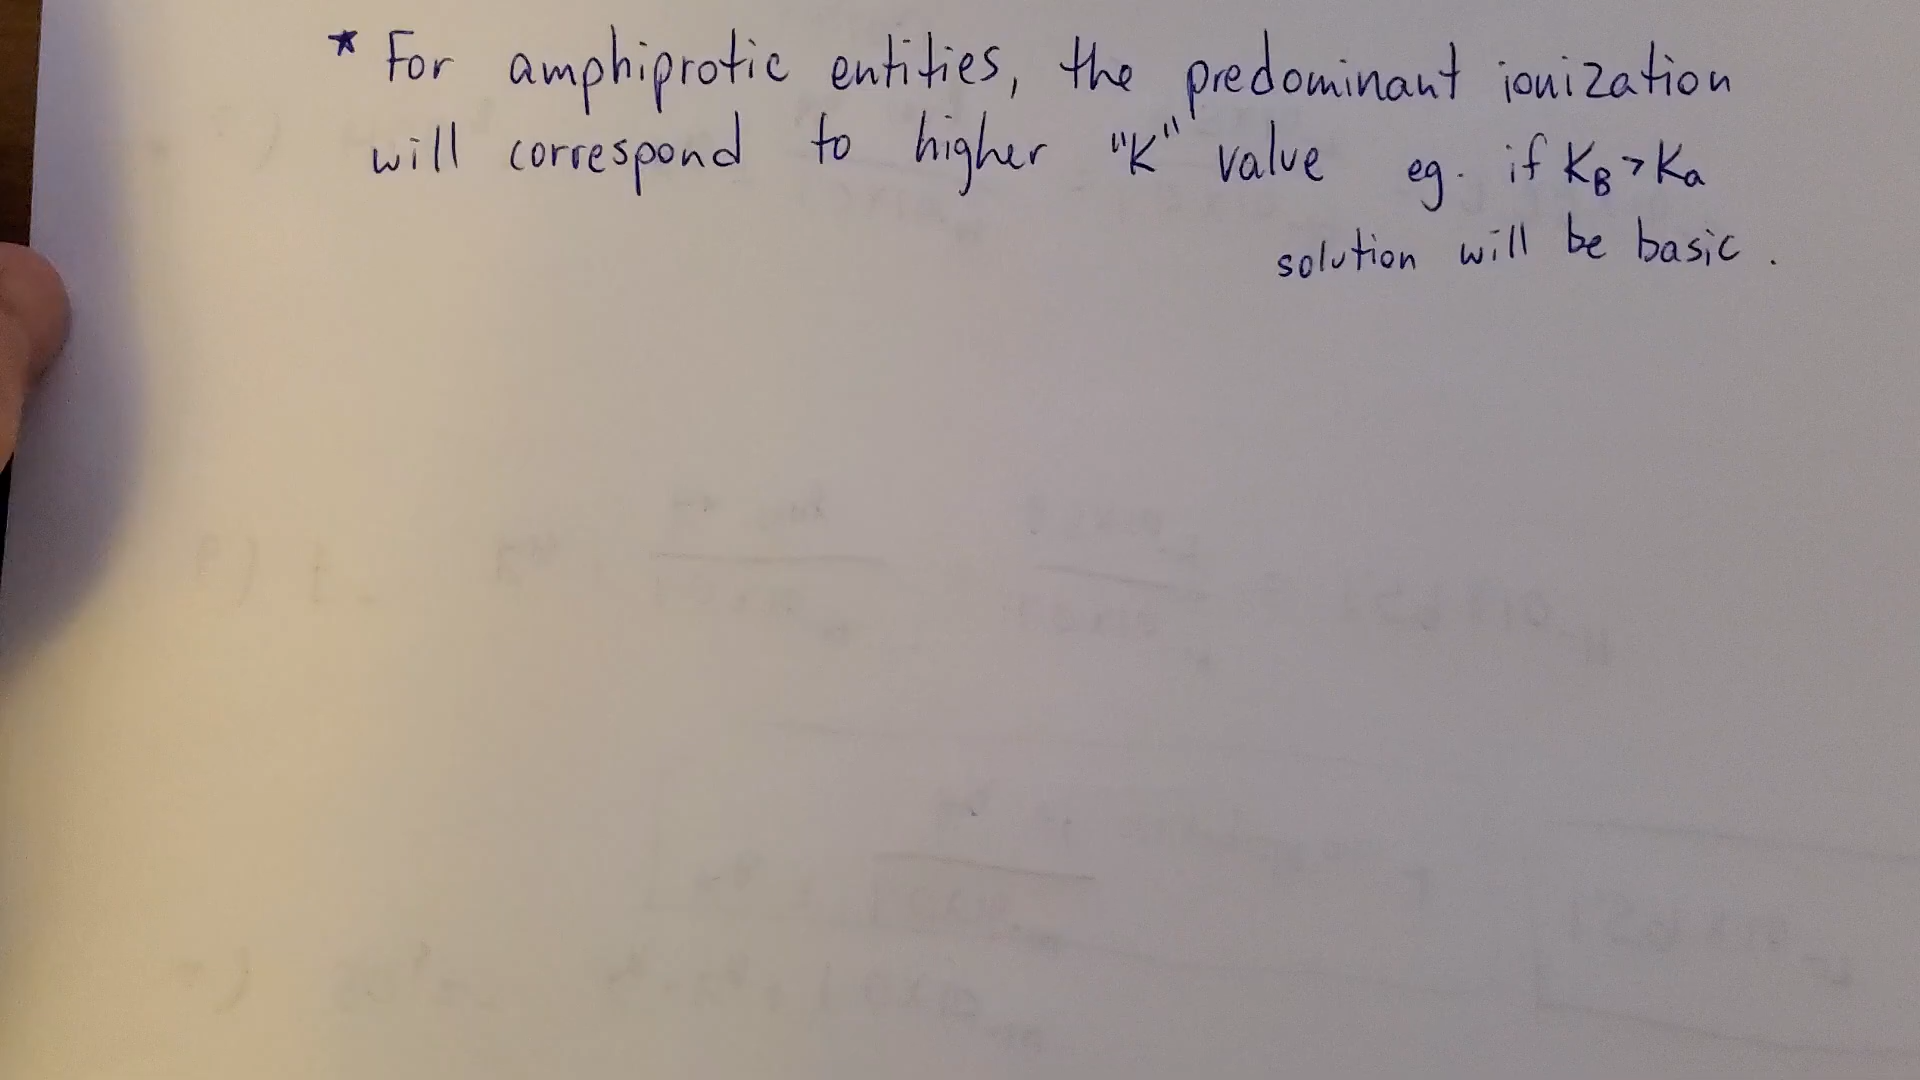 * For amphiprotic entities, the predominant ionization
will correspond to higher "K" value eg. if KB > Ka
solution will be basic.